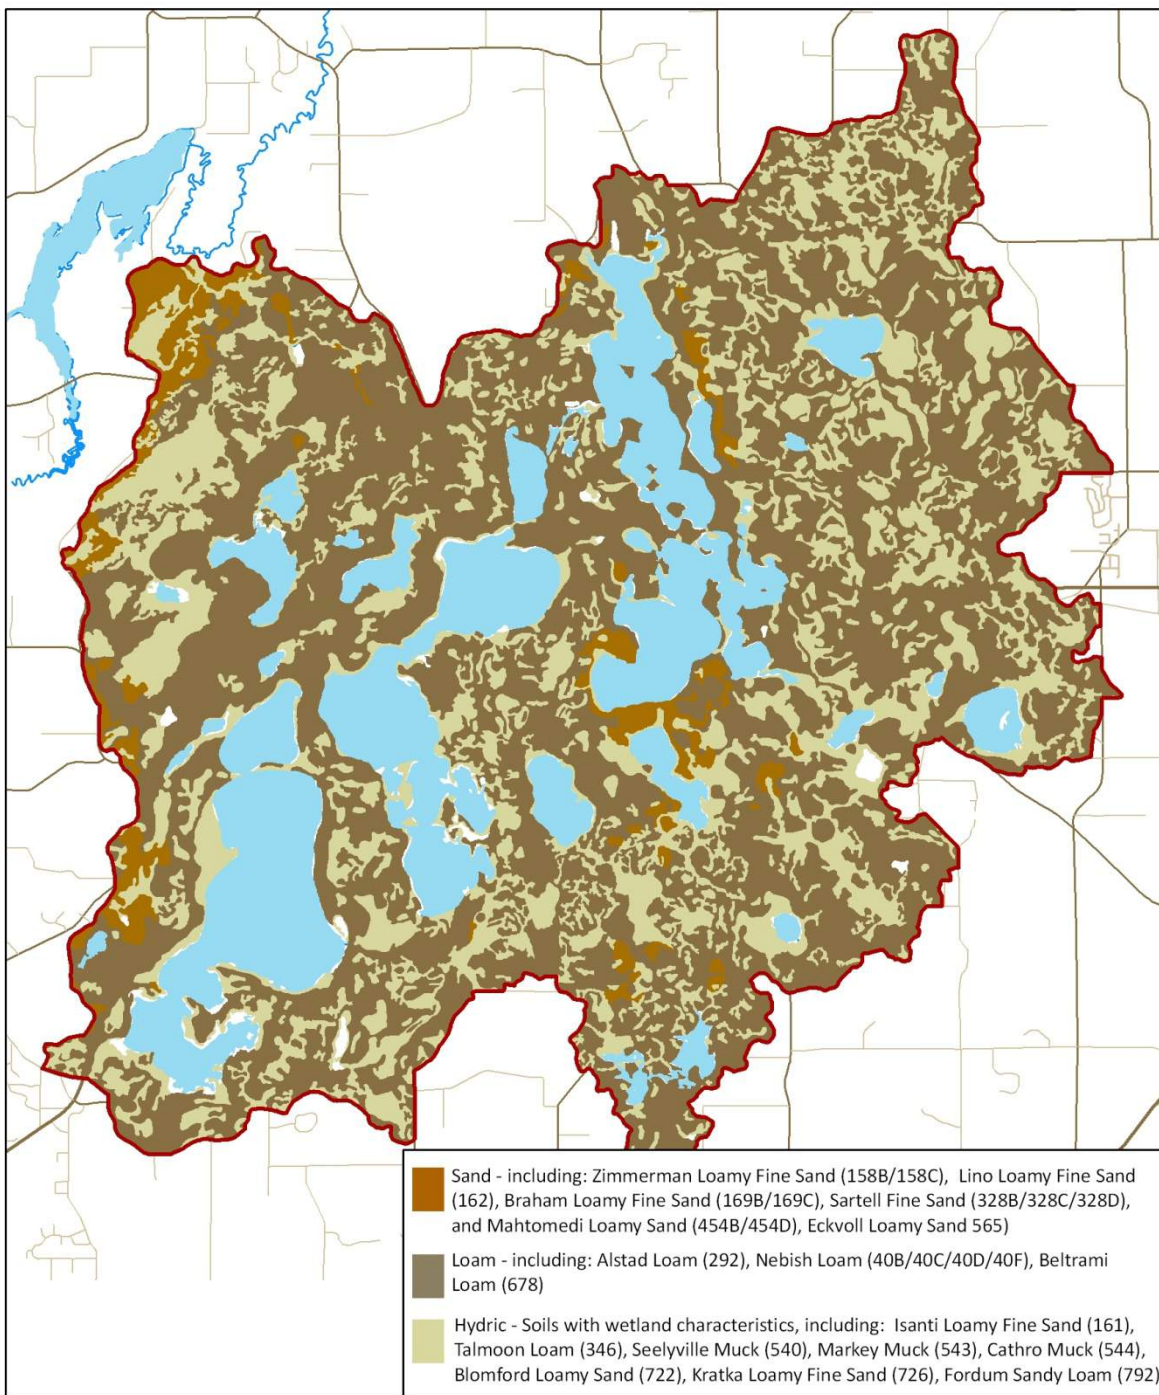 Sand - including: Zimmerman Loamy Fine Sand (158B/158C), Lino Loamy Fine Sand
(162), Braham Loamy Fine Sand (169B/169C), Sartell Fine Sand (328B/328C/328D),
and Mahtomedi Loamy Sand (454B/454D), Eckvoll Loamy Sand 565)
Loam - including: Alstad Loam (292), Nebish Loam (40B/40C/40D/40F), Beltrami
Loam (678)
Hydric - Soils with wetland characteristics, including: Isanti Loamy Fine Sand (161),
Talmoon Loam (346), Seelyville Muck (540), Markey Muck (543), Cathro Muck (544),
Blomford Loamy Sand (722), Kratka Loamy Fine Sand (726), Fordum Sandy Loam (792)